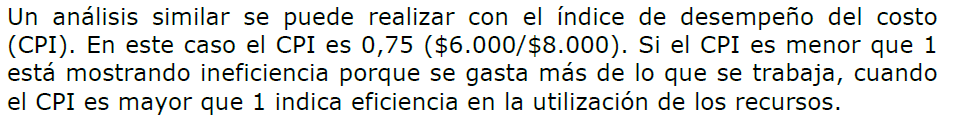 Un análisis similar se puede realizar con el índice de desempeño del costo
(CPI). En este caso el CPI es 0,75 ($6.000/$8.000). Si el CPI es menor que 1
está mostrando ineficiencia porque se gasta más de lo que se trabaja, cuando
el CPI es mayor que 1 indica eficiencia en la utilización de los recursos.